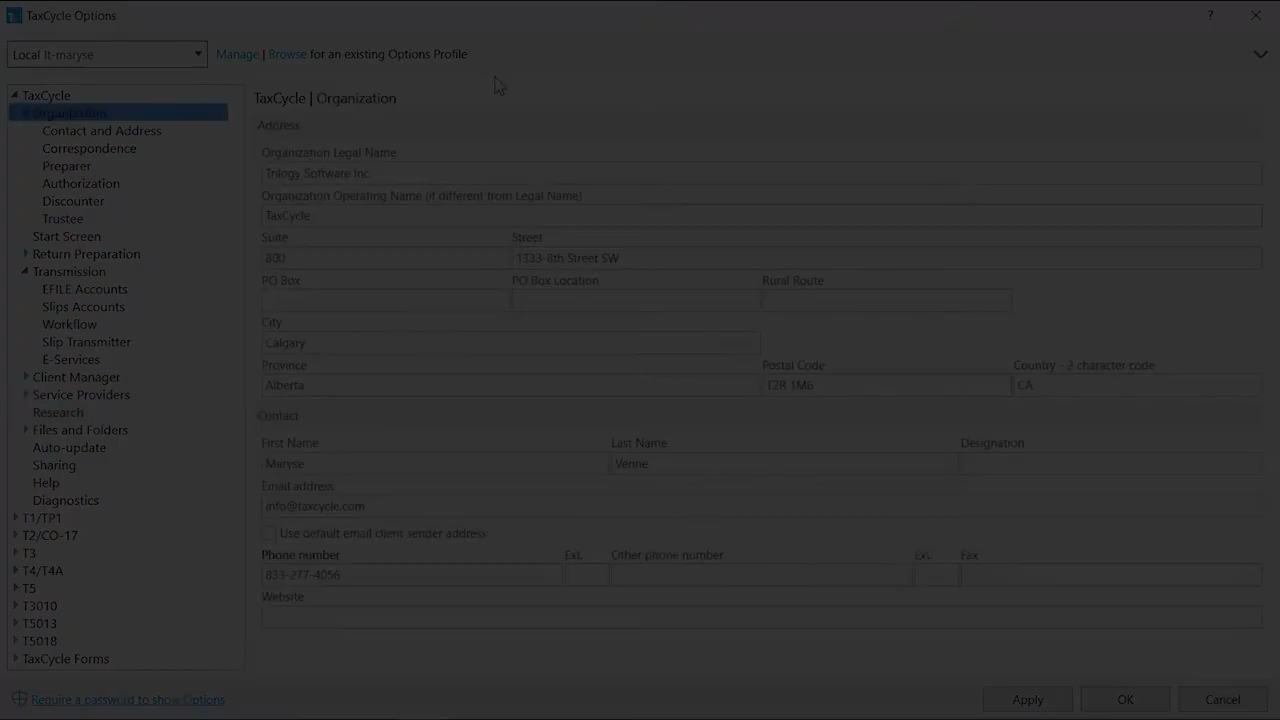 TaxCycle Options
?
Local lt-maryse
Manage | Browse for an existing Options Profile
TaxCycle
Organization
Contact and Address
Correspondence
Preparer
Authorization
Discounter
Trustee
Start Screen
Return Preparation
Transmission
EFILE Accounts
Slips Accounts
Workflow
Slip Transmitter
E-Services
Client Manager
Service Providers
Research
Files and Folders
Auto-update
Sharing
Help
Diagnostics
T1/TP1
T2/CO-17
T3
T4/T4A
T5
T3010
T5013
T5018
TaxCycle Forms
TaxCycle | Organization
Address
Organization Legal Name
Trilogy Software Inc.
Organization Operating Name (if different from Legal Name)
TaxCycle
Suite Street
800 1333-8th Street SW
PO Box PO Box Location Rural Route
City
Calgary
Province Postal Code Country - 2 character code
Alberta T2R 1M6 CA
Contact
First Name Last Name Designation
Maryse Venne
Email address
info@taxcycle.com
Use default email client sender address
Phone number Ext. Other phone number Ext. Fax
833-277-4056
Website
Require a password to show Options
Apply OK Cancel